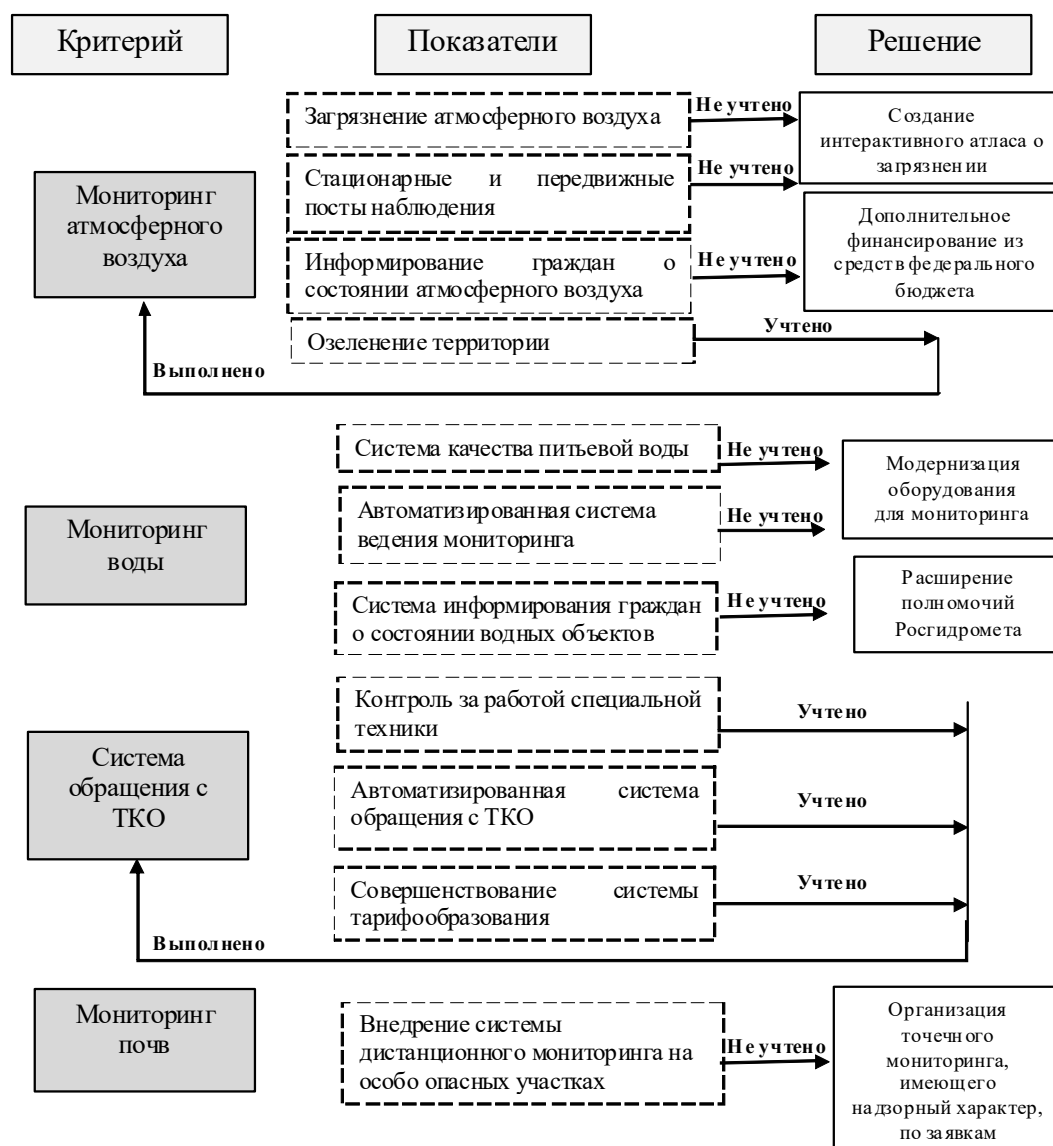 Критерий
Показатели
Решение
Мониторинг
атмосферного
воздуха
Загрязнение атмосферного воздуха
Не учтено
Стационарные и передвижные
посты наблюдения
Не учтено
Создание
интерактивного атласа о
загрязнении
Информирование граждан о
состоянии атмосферного воздуха
Не учтено
Дополнительное
финансирование из
средств федерального
бюджета
Озеленение территории
Учтено
Выполнено
Мониторинг
воды
Система качества питьевой воды
Не учтено
Автоматизированная система
ведения мониторинга
Не учтено
Модернизация
оборудования
для мониторинга
Система информирования граждан
о состоянии водных объектов
Не учтено
Расширение
полномочий
Росгидромета
Система
обращения с
ТКО
Контроль за работой специальной
техники
Учтено
Автоматизированная система
обращения с ТКО
Учтено
Совершенствование системы
тарифообразования
Учтено
Выполнено
Мониторинг
почв
Внедрение системы
дистанционного мониторинга на
особо опасных участках
Не учтено
Организация
точечного
мониторинга,
имеющего
надзорный характер,
по заявкам